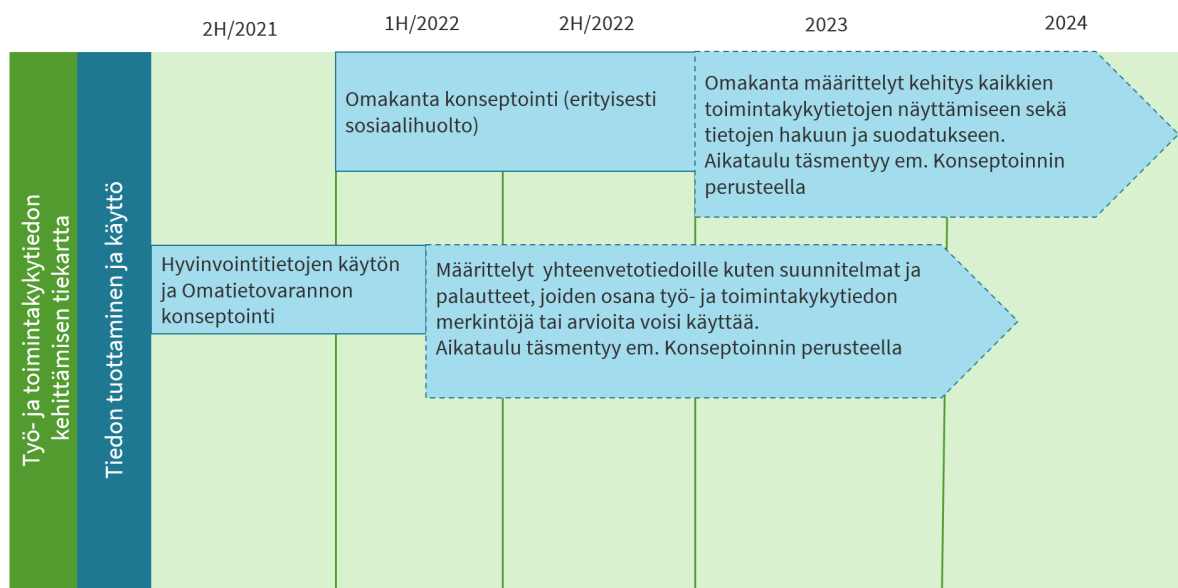 2H/2021
1H/2022
2H/2022
2023
2024
Työ- ja toimintakykytiedon
kehittämisen tiekartta
Tiedon tuottaminen ja käyttö
Omakanta konseptointi (erityisesti
sosiaalihuolto)
Omakanta määrittelyt kehitys kaikkien
toimintakykytietojen näyttämiseen sekä
tietojen hakuun ja suodatukseen.
Aikataulu täsmentyy em. Konseptoinnin
perusteella
Hyvinvointitietojen käytön
ja Omatietovarannon
konseptointi
Määrittelyt yhteenvetotiedoille kuten suunnitelmat ja
palautteet, joiden osana työ- ja toimintakykytiedon
merkintöjä tai arvioita voisi käyttää.
Aikataulu täsmentyy em. Konseptoinnin perusteella